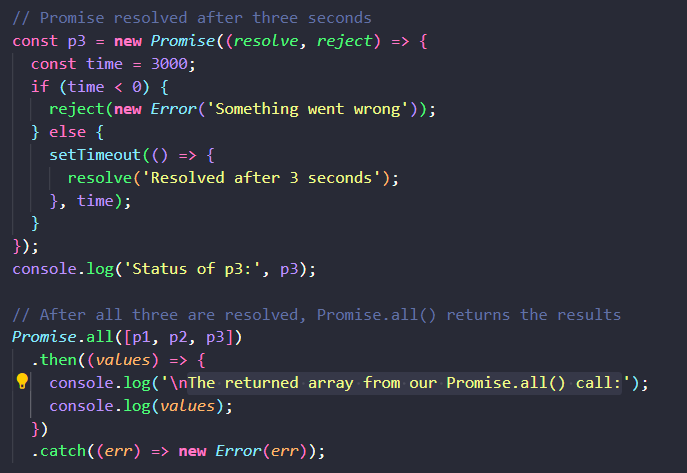 // Promise resolved after three seconds
const p3 = new Promise((resolve, reject) => {
  const time = 3000;
  if (time < 0) {
    reject(new Error('Something went wrong'));
  } else {
    setTimeout(() => {
      resolve('Resolved after 3 seconds');
    }, time);
  }
});
console.log('Status of p3:', p3);

// After all three are resolved, Promise.all() returns the results
Promise.all([p1, p2, p3])
  .then((values) => {
    console.log('\nThe returned array from our Promise.all() call:');
    console.log(values);
  })
  .catch((err) => new Error(err));